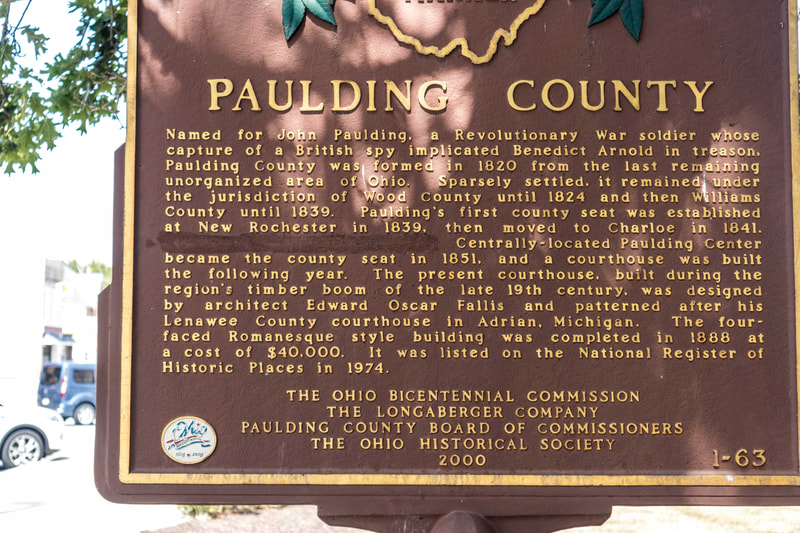 PAULDING COUNTY
Named for John Paulding, a Revolutionary War soldier whose
capture of a British spy implicated Benedict Arnold in treason,
Paulding County was formed in 1820 from the last remaining
unorganized area of Ohio. Sparsely settled, it remained under
the jurisdiction of Wood County until 1824 and then Williams
County until 1839. Paulding's first county seat was established
at New Rochester in 1839, then moved to Charloe in 1841.
Centrally-located Paulding Center
became the county seat in 1851, and a courthouse was built
the following year. The present courthouse, built during the
region's timber boom of the late 19th century, was designed
by architect Edward Oscar Fallis and patterned after his
Lenawee County courthouse in Adrian, Michigan. The four-
faced Romanesque style building was completed in 1888 at
a cost of $40,000. It was listed on the National Register of
Historic Places in 1974.
THE OHIO BICENTENNIAL COMMISSION
THE LONGABERGER COMPANY
PAULDING COUNTY BOARD OF COMMISSIONERS
THE OHIO HISTORICAL SOCIETY
2000
1-63
Ohio